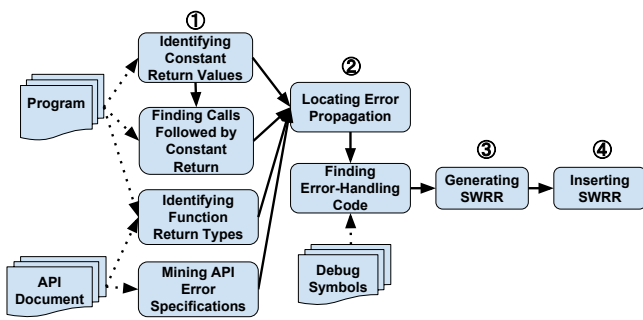 ①
Identifying
Constant
Return Values
②
Program
Finding Calls
Followed by
Constant
Return
Locating Error
Propagation
③
④
Identifying
Function
Return Types
Finding
Error-Handling
Code
Generating
SWRR
Inserting
SWRR
API
Document
Mining API
Error
Specifications
Debug
Symbols